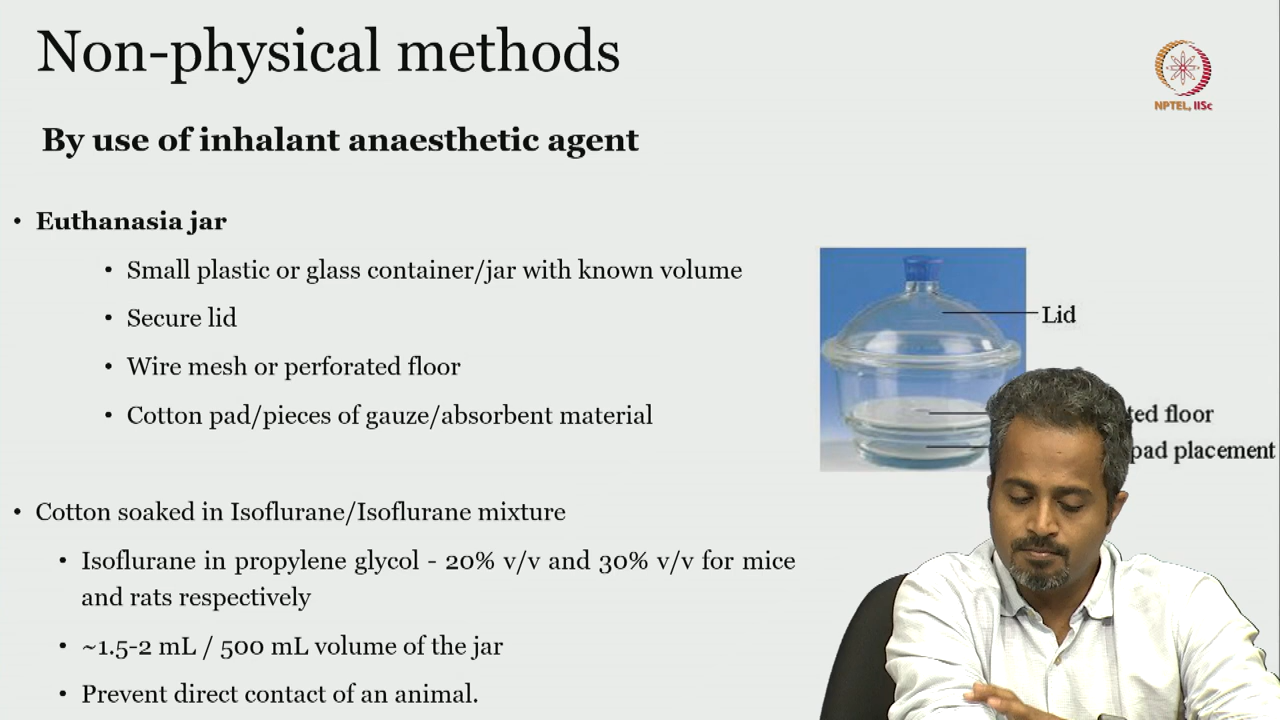 Non-physical methods
NPTEL, IISc
By use of inhalant anaesthetic agent
• Euthanasia jar
• Small plastic or glass container/jar with known volume
• Secure lid
• Wire mesh or perforated floor
• Cotton pad/pieces of gauze/absorbent material
Lid
floor
pad placement
• Cotton soaked in Isoflurane/Isoflurane mixture
• Isoflurane in propylene glycol - 20% v/v and 30% v/v for mice
and rats respectively
• ~1.5-2 mL / 500 mL volume of the jar
• Prevent direct contact of an animal.